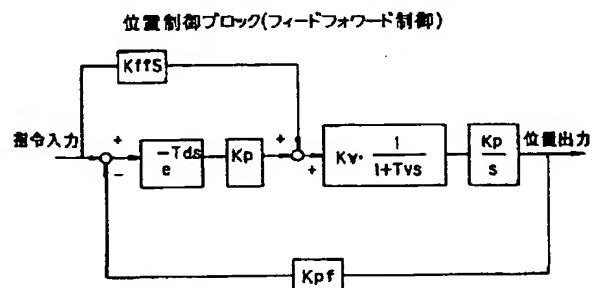 位置制御ブロック(フィードフォワード制御)
KffS
指令入力
+
-
e^-Tds
Kp
+
+
Kv・1/1+Tvs
Kp/s
位置出力
Kpf